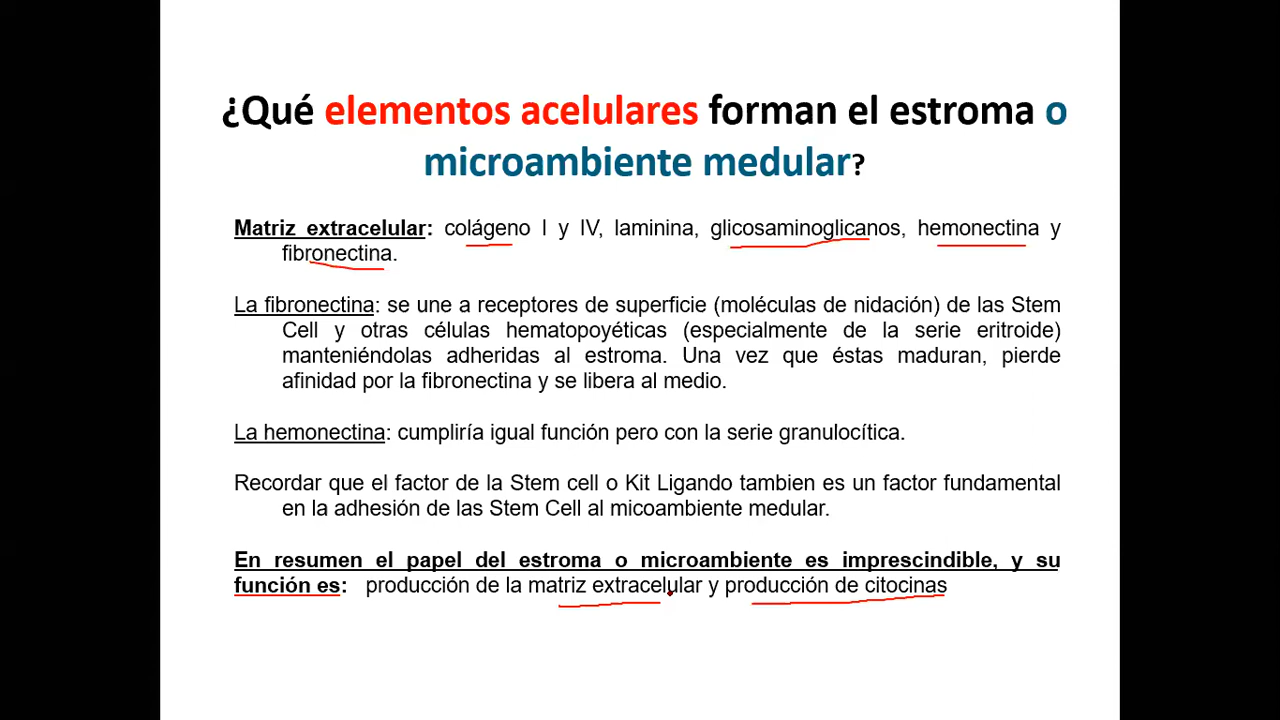 ¿Qué elementos acelulares forman el estroma o
microambiente medular?
Matriz extracelular: colágeno I y IV, laminina, glicosaminoglicanos, hemonectina y
fibronectina.
La fibronectina: se une a receptores de superficie (moléculas de nidación) de las Stem
Cell y otras células hematopoyéticas (especialmente de la serie eritroide)
manteniéndolas adheridas al estroma. Una vez que éstas maduran, pierde
afinidad por la fibronectina y se libera al medio.
La hemonectina: cumpliría igual función pero con la serie granulocítica.
Recordar que el factor de la Stem cell o Kit Ligando tambien es un factor fundamental
en la adhesión de las Stem Cell al micoambiente medular.
En resumen el papel del estroma o microambiente es imprescindible, y su
función es: producción de la matriz extracelular y producción de citocinas